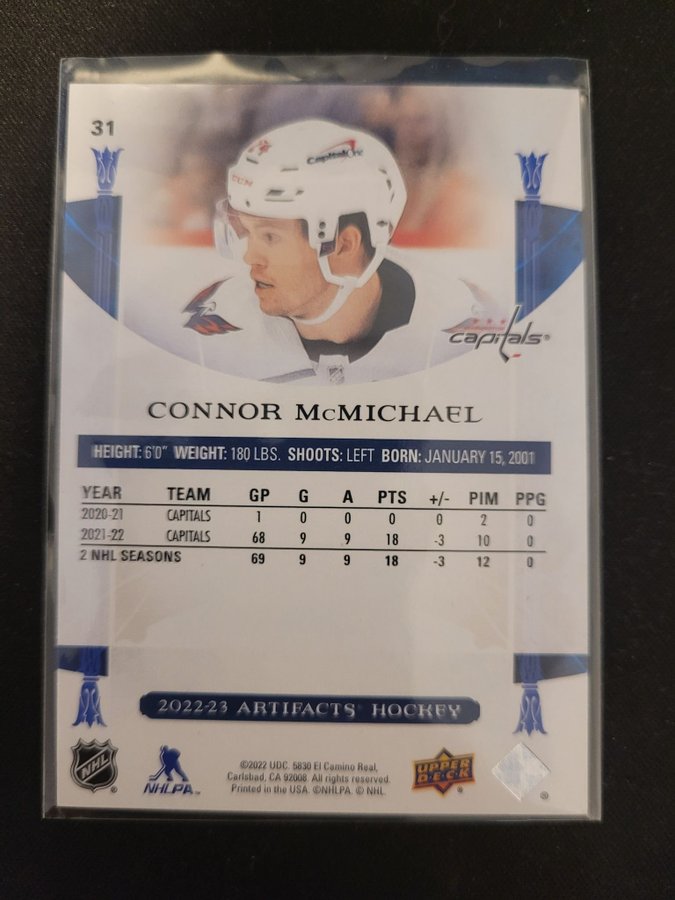 31
Capital One
CCM
capitals®
CONNOR McMICHAEL
HEIGHT: 6'0" WEIGHT: 180 LBS. SHOOTS: LEFT BORN: JANUARY 15, 2001
YEAR TEAM GP G A PTS +/- PIM PPG
2020-21 CAPITALS 1 0 0 0 0 2 0
2021-22 CAPITALS 68 9 9 18 -3 10 0
2 NHL SEASONS 69 9 9 18 -3 12 0
2022-23 ARTIFACTS® HOCKEY
NHL ®
NHLPA™
©2022 UDC. 5830 El Camino Real,
Carlsbad, CA 92008. All rights reserved.
Printed in the USA. ©NHLPA. © NHL
UPPER
DECK ®
®